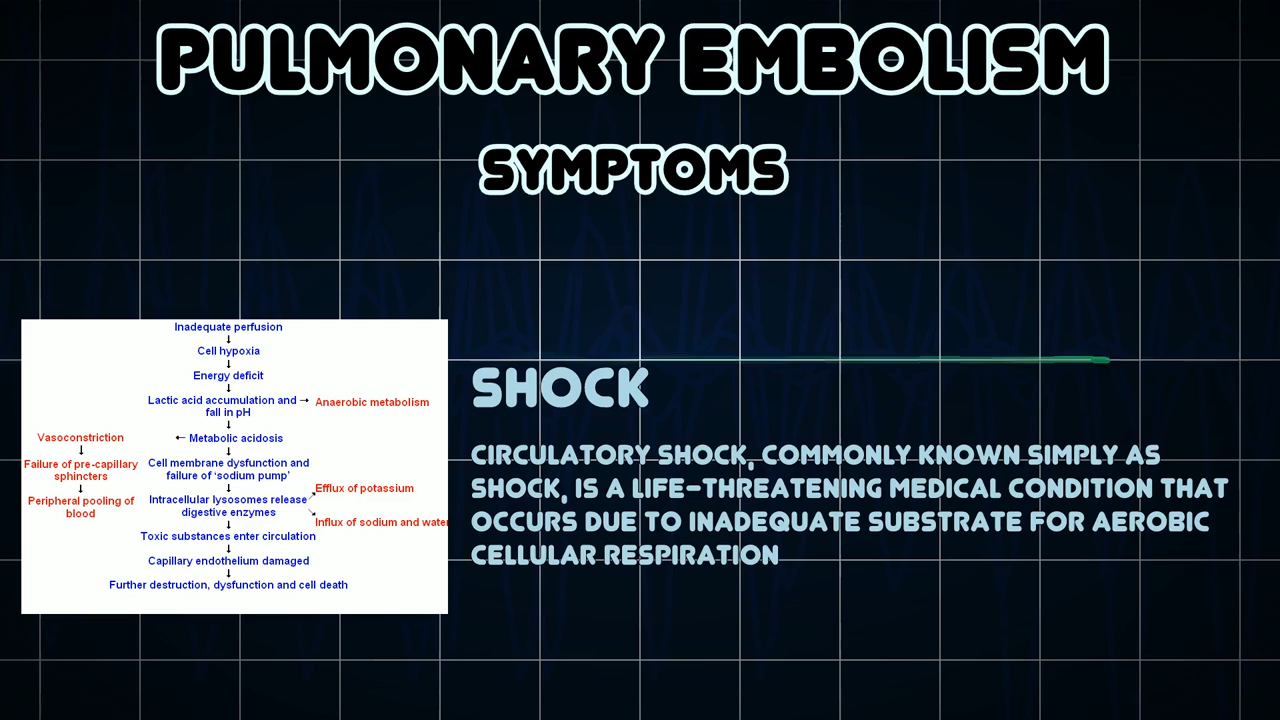 PULMONARY EMBOLISM
SYMPTOMS
Inadequate perfusion
Cell hypoxia
Energy deficit
Lactic acid accumulation and
fall in pH
Anaerobic metabolism
Metabolic acidosis
Vasoconstriction
Failure of pre-capillary
sphincters
Peripheral pooling of
blood
Cell membrane dysfunction and
failure of ‘sodium pump’
Efflux of potassium
Intracellular lysosomes release
digestive enzymes
Influx of sodium and water
Toxic substances enter circulation
Capillary endothelium damaged
Further destruction, dysfunction and cell death
SHOCK
CIRCULATORY SHOCK, COMMONLY KNOWN SIMPLY AS
SHOCK, IS A LIFE-THREATENING MEDICAL CONDITION THAT
OCCURS DUE TO INADEQUATE SUBSTRATE FOR AEROBIC
CELLULAR RESPIRATION